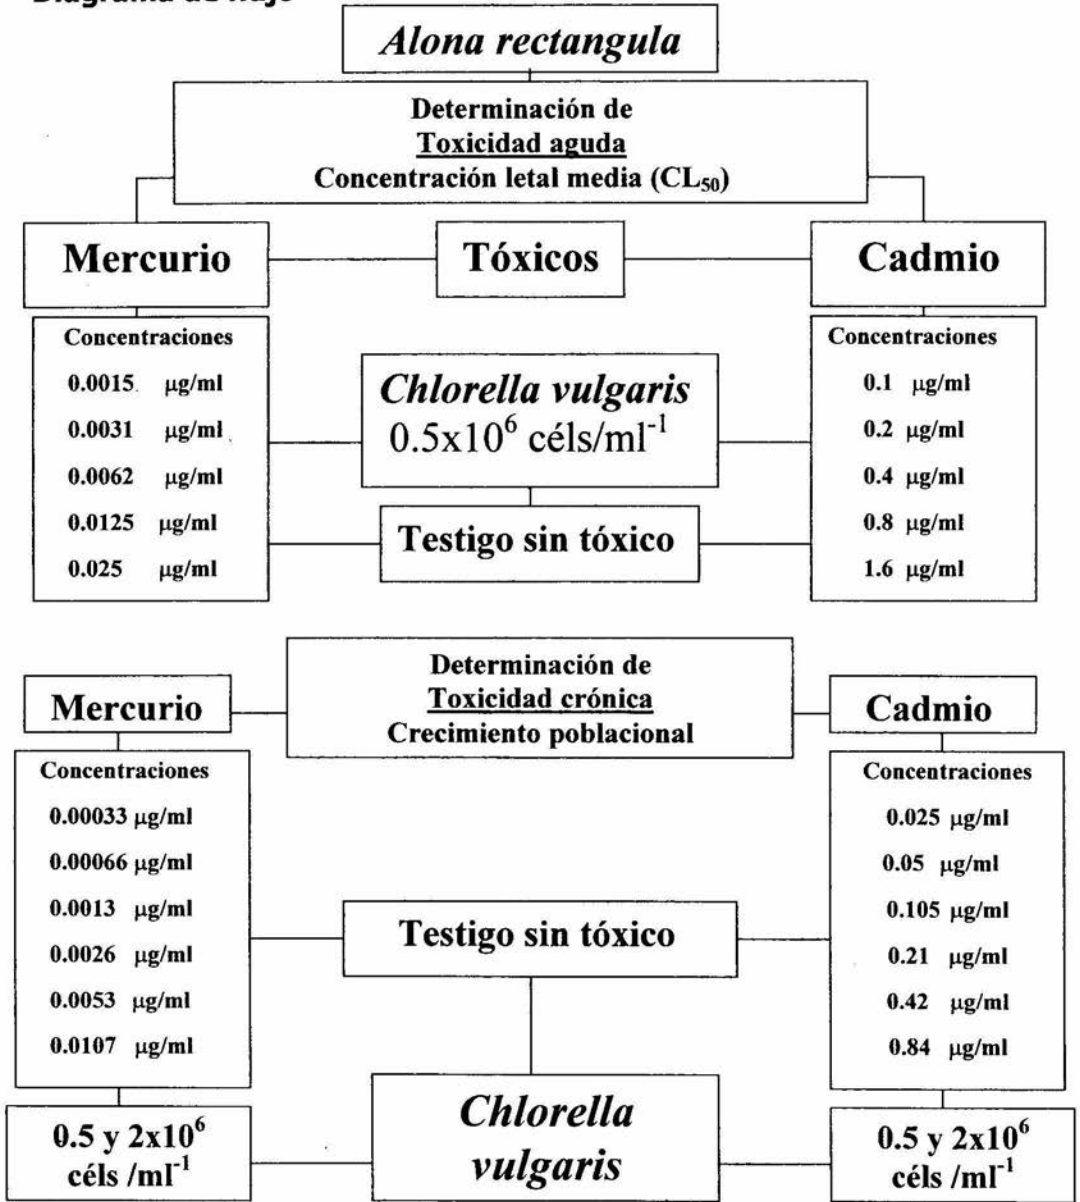 Diagrama de flujo
Alona rectangula
Determinación de
Toxicidad aguda
Concentración letal media (CL₅₀)
Mercurio
Tóxicos
Cadmio
Concentraciones
0.0015 µg/ml
0.0031 µg/ml
0.0062 µg/ml
0.0125 µg/ml
0.025 µg/ml
Chlorella vulgaris
0.5x10⁶ céls/ml⁻¹
Testigo sin tóxico
Concentraciones
0.1 µg/ml
0.2 µg/ml
0.4 µg/ml
0.8 µg/ml
1.6 µg/ml
Determinación de
Toxicidad crónica
Crecimiento poblacional
Mercurio
Cadmio
Concentraciones
0.00033 µg/ml
0.00066 µg/ml
0.0013 µg/ml
0.0026 µg/ml
0.0053 µg/ml
0.0107 µg/ml
Testigo sin tóxico
Concentraciones
0.025 µg/ml
0.05 µg/ml
0.105 µg/ml
0.21 µg/ml
0.42 µg/ml
0.84 µg/ml
0.5 y 2x10⁶
céls /ml⁻¹
Chlorella
vulgaris
0.5 y 2x10⁶
céls /ml⁻¹